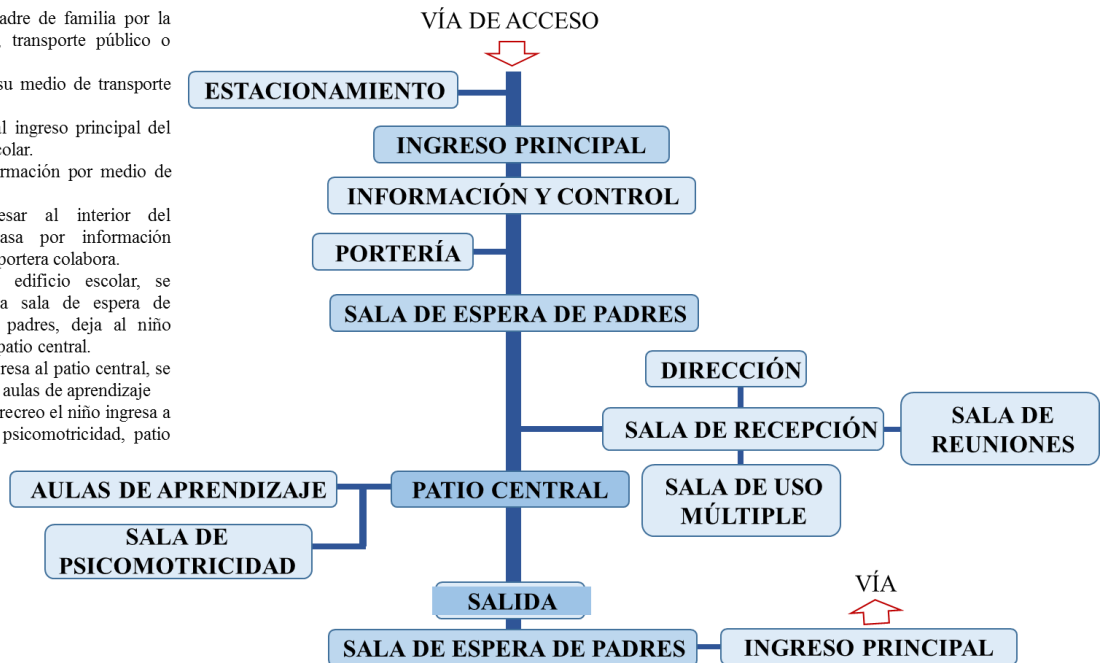 adre de familia por la
transporte público o
su medio de transporte
al ingreso principal del
colar.
rmación por medio de
esar al interior del
asa por información
portera colabora.
edificio escolar, se
a sala de espera de
padres, deja al niño
patio central.
resa al patio central, se
aulas de aprendizaje
recreo el niño ingresa a
psicomotricidad, patio
VÍA DE ACCESO
ESTACIONAMIENTO
INGRESO PRINCIPAL
INFORMACIÓN Y CONTROL
PORTERÍA
SALA DE ESPERA DE PADRES
DIRECCIÓN
SALA DE RECEPCIÓN
SALA DE
REUNIONES
SALA DE USO
MÚLTIPLE
AULAS DE APRENDIZAJE
PATIO CENTRAL
SALA DE
PSICOMOTRICIDAD
SALIDA
SALA DE ESPERA DE PADRES
INGRESO PRINCIPAL
VÍA